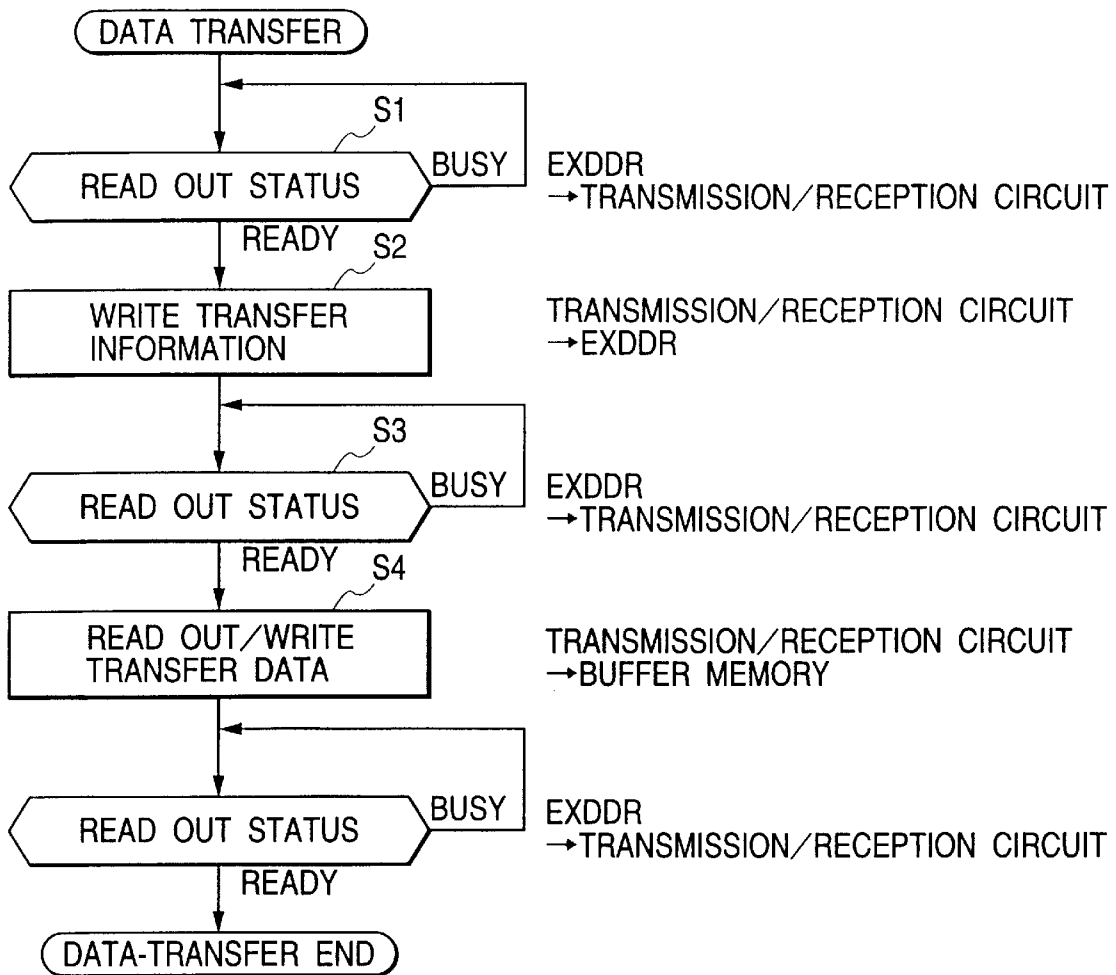 DATA TRANSFER
S1
READ OUT STATUS
BUSY
EXDDR
→TRANSMISSION/RECEPTION CIRCUIT
READY
S2
WRITE TRANSFER
INFORMATION
TRANSMISSION/RECEPTION CIRCUIT
→EXDDR
S3
READ OUT STATUS
BUSY
EXDDR
→TRANSMISSION/RECEPTION CIRCUIT
READY
S4
READ OUT/WRITE
TRANSFER DATA
TRANSMISSION/RECEPTION CIRCUIT
→BUFFER MEMORY
READ OUT STATUS
BUSY
EXDDR
→TRANSMISSION/RECEPTION CIRCUIT
READY
DATA-TRANSFER END